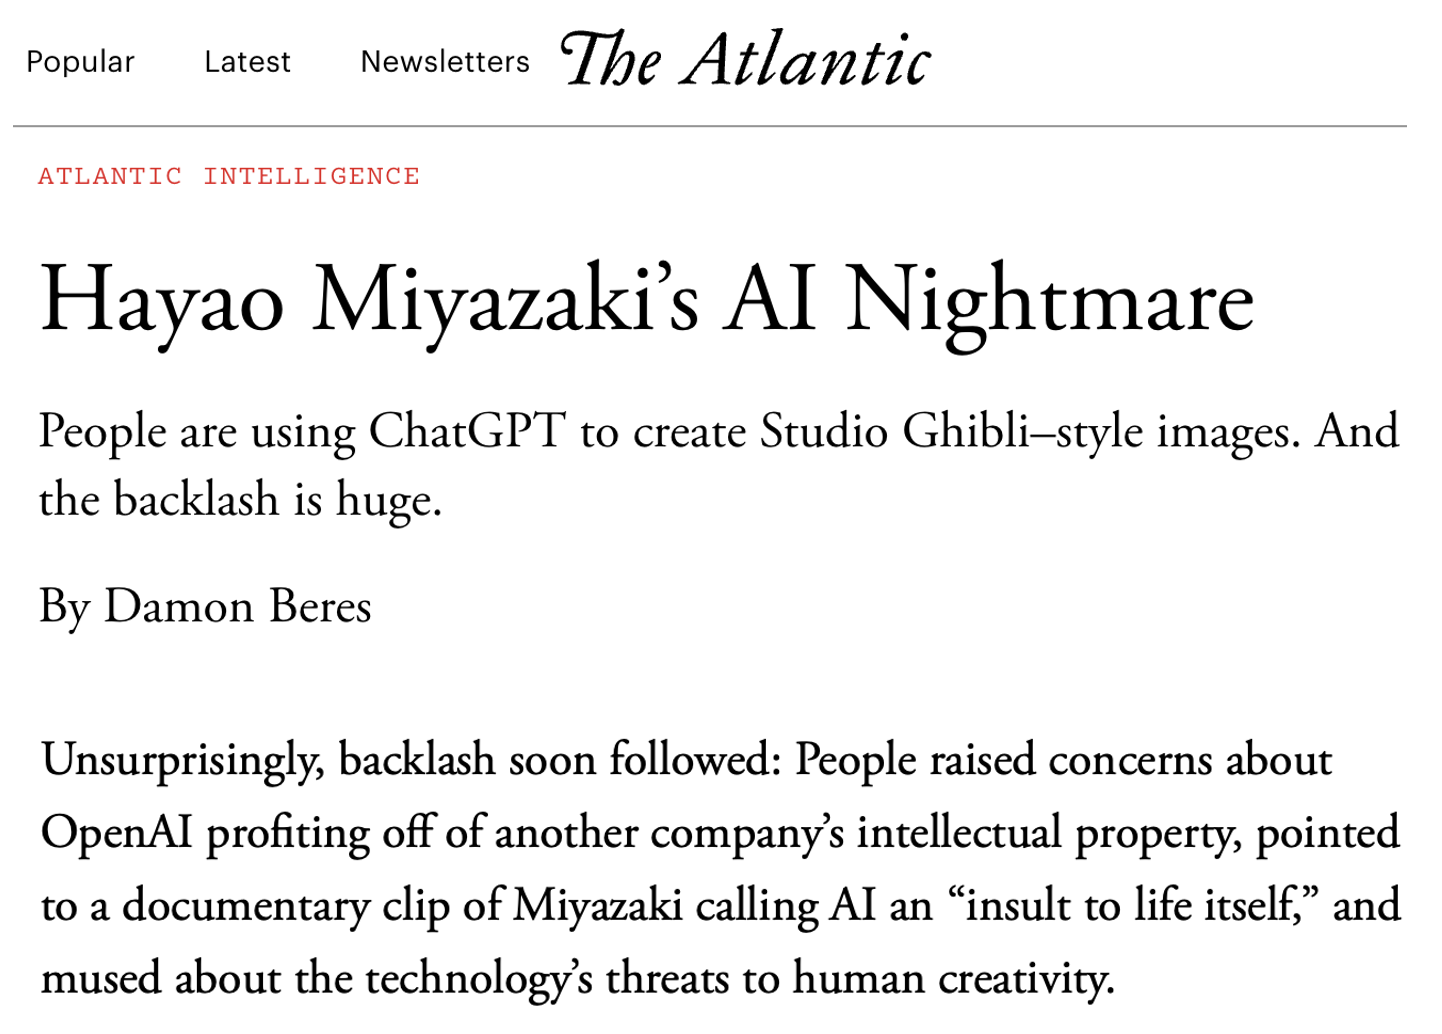 Popular Latest Newsletters The Atlantic
ATLANTIC INTELLIGENCE
Hayao Miyazaki’s AI Nightmare
People are using ChatGPT to create Studio Ghibli–style images. And
the backlash is huge.
By Damon Beres
Unsurprisingly, backlash soon followed: People raised concerns about
OpenAI profiting off of another company’s intellectual property, pointed
to a documentary clip of Miyazaki calling AI an “insult to life itself,” and
mused about the technology’s threats to human creativity.